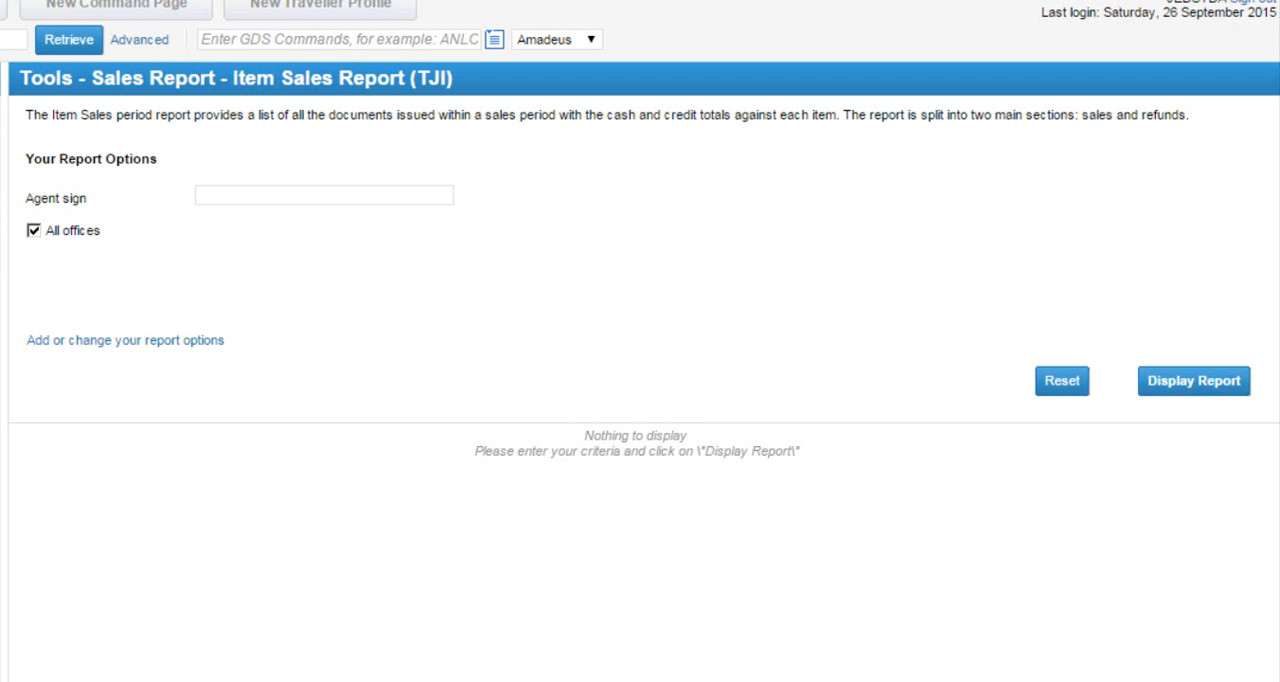 New Command Page New Traveller Profile
Last login: Saturday, 26 September 2015
Retrieve Advanced Enter GDS Commands, for example: ANLC Amadeus
Tools - Sales Report - Item Sales Report (TJI)
The Item Sales period report provides a list of all the documents issued within a sales period with the cash and credit totals against each item. The report is split into two main sections: sales and refunds.
Your Report Options
Agent sign
All offices
Add or change your report options
Reset Display Report
Nothing to display
Please enter your criteria and click on \"Display Report\"